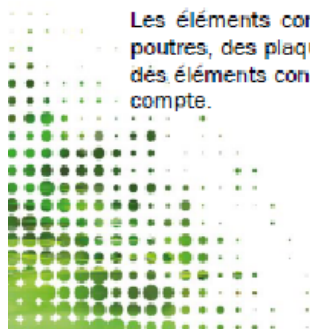 Les éléments con
poutres, des plaqu
des éléments con
compte.